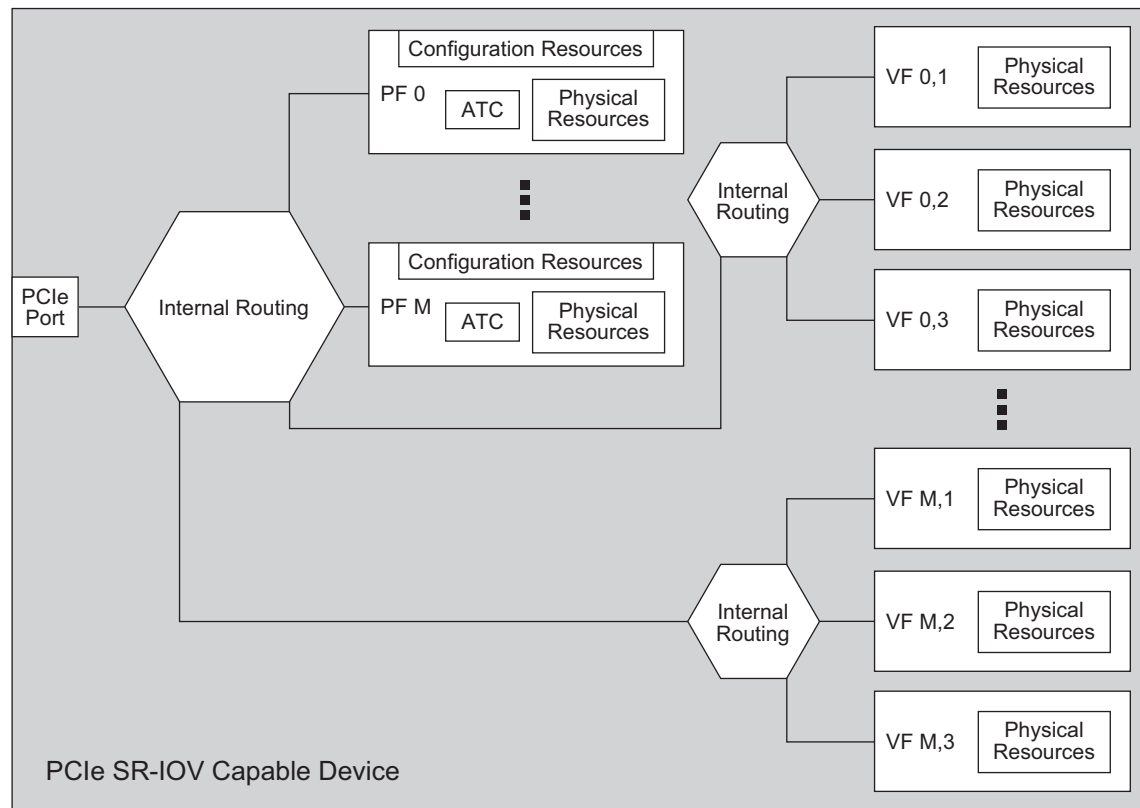 Configuration Resources
PF 0
ATC
Physical
Resources
Configuration Resources
PF M
ATC
Physical
Resources
PCIe
Port
Internal Routing
Internal
Routing
VF 0,1
Physical
Resources
VF 0,2
Physical
Resources
VF 0,3
Physical
Resources
Internal
Routing
VF M,1
Physical
Resources
VF M,2
Physical
Resources
VF M,3
Physical
Resources
PCIe SR-IOV Capable Device